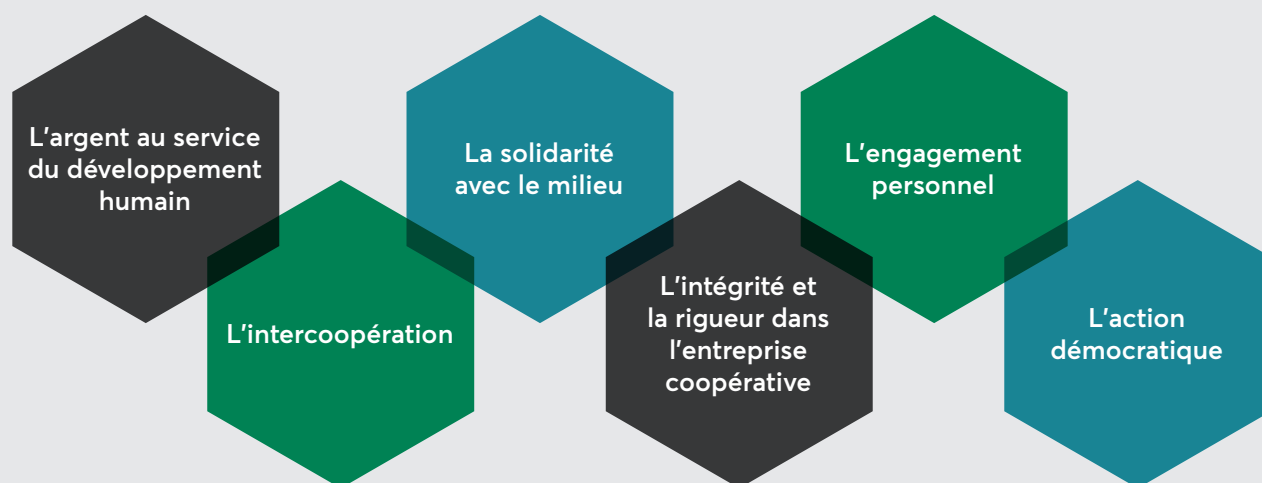 L'argent au service
du développement
humain
L'intercoopération
La solidarité
avec le milieu
L'intégrité et
la rigueur dans
l'entreprise
coopérative
L'engagement
personnel
L'action
démocratique